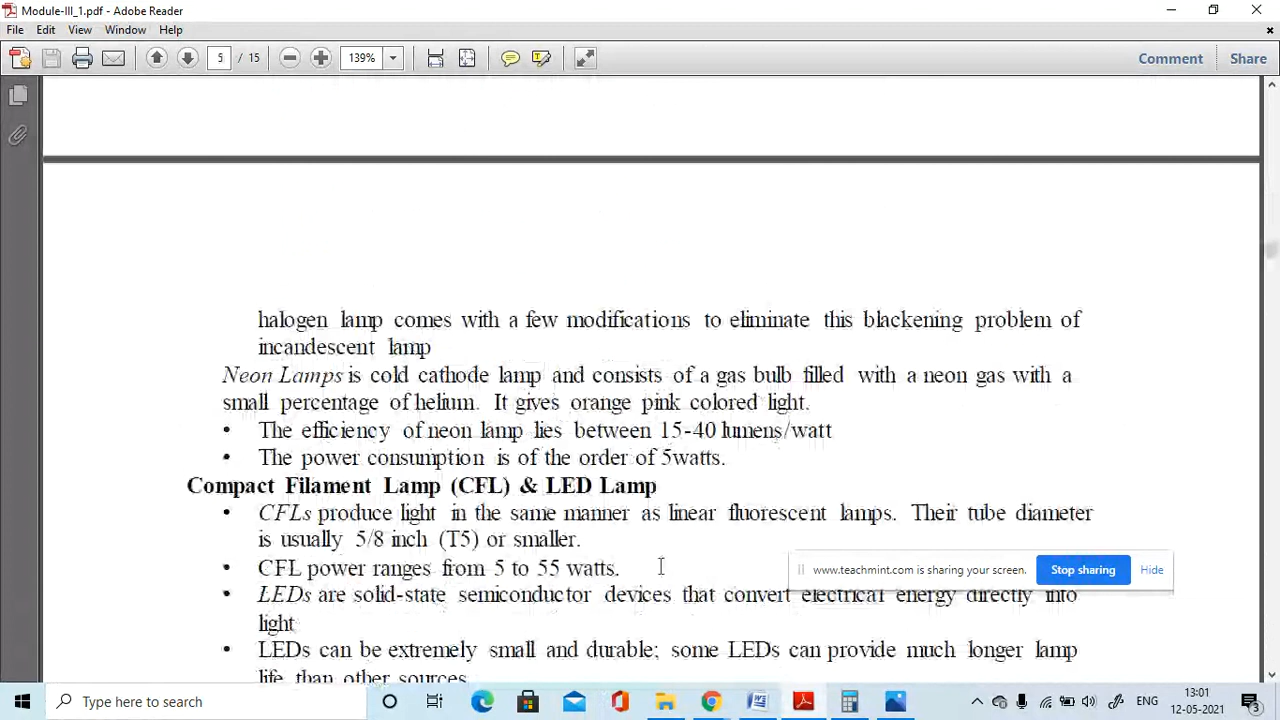 Module-III_1.pdf - Adobe Reader
File Edit View Window Help
5 / 15 139% Comment Share
halogen lamp comes with a few modifications to eliminate this blackening problem of
incandescent lamp
Neon Lamps is cold cathode lamp and consists of a gas bulb filled with a neon gas with a
small percentage of helium. It gives orange pink colored light.
• The efficiency of neon lamp lies between 15-40 lumens/watt
• The power consumption is of the order of 5watts.
Compact Filament Lamp (CFL) & LED Lamp
• CFLs produce light in the same manner as linear fluorescent lamps. Their tube diameter
is usually 5/8 inch (T5) or smaller.
• CFL power ranges from 5 to 55 watts.
www.teachmint.com is sharing your screen. Stop sharing Hide
• LEDs are solid-state semiconductor devices that convert electrical energy directly into
light
• LEDs can be extremely small and durable; some LEDs can provide much longer lamp
life than other sources.
Type here to search
ENG
13:01
12-05-2021
3